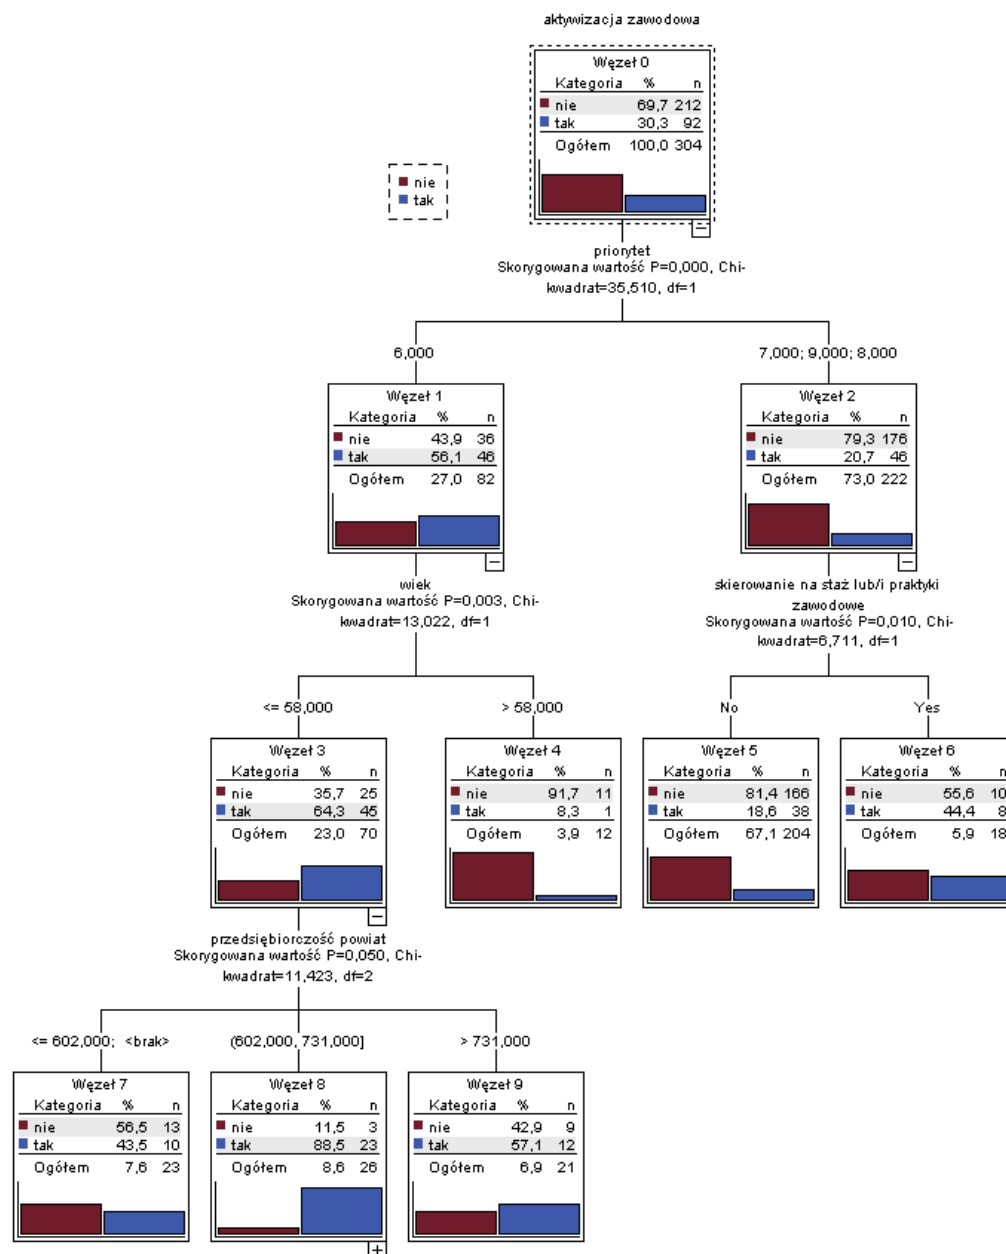 aktywizacja zawodowa
Węzeł 0
Kategoria % n
nie 69,7 212
tak 30,3 92
Ogółem 100,0 304
nie
tak
priorytet
Skorygowana wartość P=0,000, Chi-
kwadrat=35,510, df=1
6,000
7,000; 9,000; 8,000
Węzeł 1
Kategoria % n
nie 43,9 36
tak 56,1 46
Ogółem 27,0 82
Węzeł 2
Kategoria % n
nie 79,3 176
tak 20,7 46
Ogółem 73,0 222
wiek
Skorygowana wartość P=0,003, Chi-
kwadrat=13,022, df=1
skierowanie na staż lub/i praktyki
zawodowe
Skorygowana wartość P=0,010, Chi-
kwadrat=6,711, df=1
<= 58,000
> 58,000
No
Yes
Węzeł 3
Kategoria % n
nie 35,7 25
tak 64,3 45
Ogółem 23,0 70
Węzeł 4
Kategoria % n
nie 91,7 11
tak 8,3 1
Ogółem 3,9 12
Węzeł 5
Kategoria % n
nie 81,4 166
tak 18,6 38
Ogółem 67,1 204
Węzeł 6
Kategoria % n
nie 55,6 10
tak 44,4 8
Ogółem 5,9 18
przedsiębiorczość powiat
Skorygowana wartość P=0,050, Chi-
kwadrat=11,423, df=2
<= 602,000; <brak>
(602,000, 731,000]
> 731,000
Węzeł 7
Kategoria % n
nie 56,5 13
tak 43,5 10
Ogółem 7,6 23
Węzeł 8
Kategoria % n
nie 11,5 3
tak 88,5 23
Ogółem 8,6 26
Węzeł 9
Kategoria % n
nie 42,9 9
tak 57,1 12
Ogółem 6,9 21